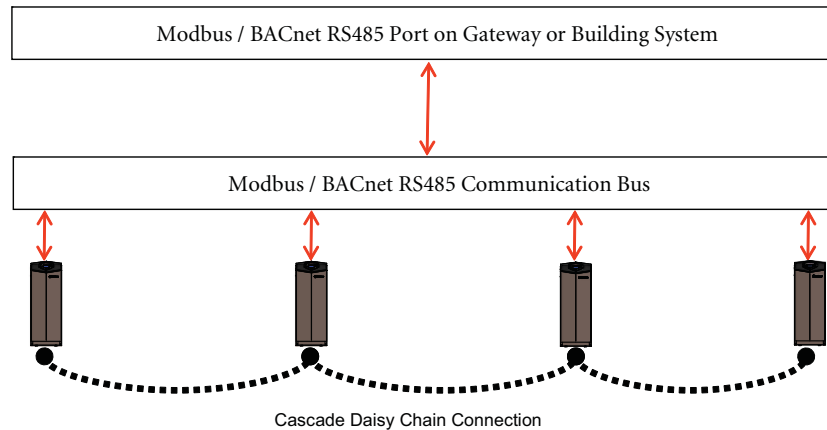 Modbus / BACnet RS485 Port on Gateway or Building System
Modbus / BACnet RS485 Communication Bus
Cascade Daisy Chain Connection